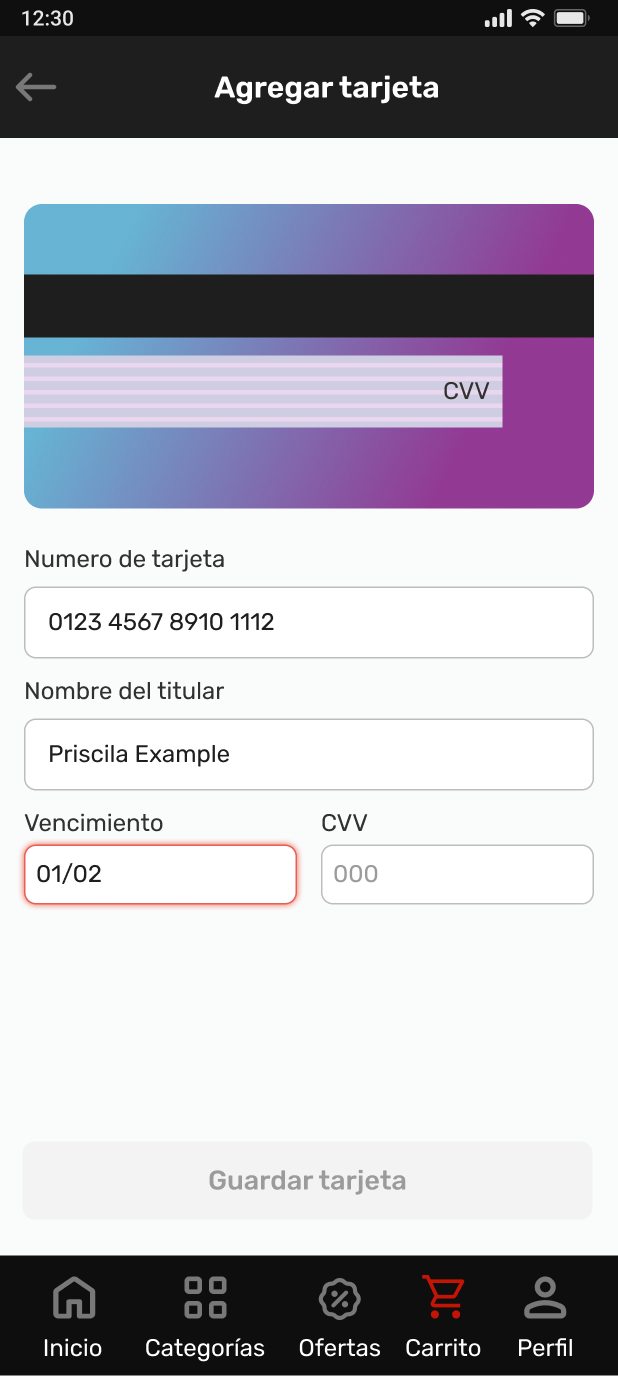 12:30
Agregar tarjeta
CVV
Numero de tarjeta
0123 4567 8910 1112
Nombre del titular
Priscila Example
Vencimiento CVV
01/02 000
Guardar tarjeta
Inicio Categorías Ofertas Carrito Perfil